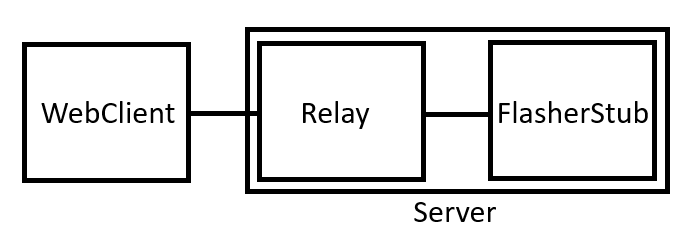 WebClient
Relay
FlasherStub
Server